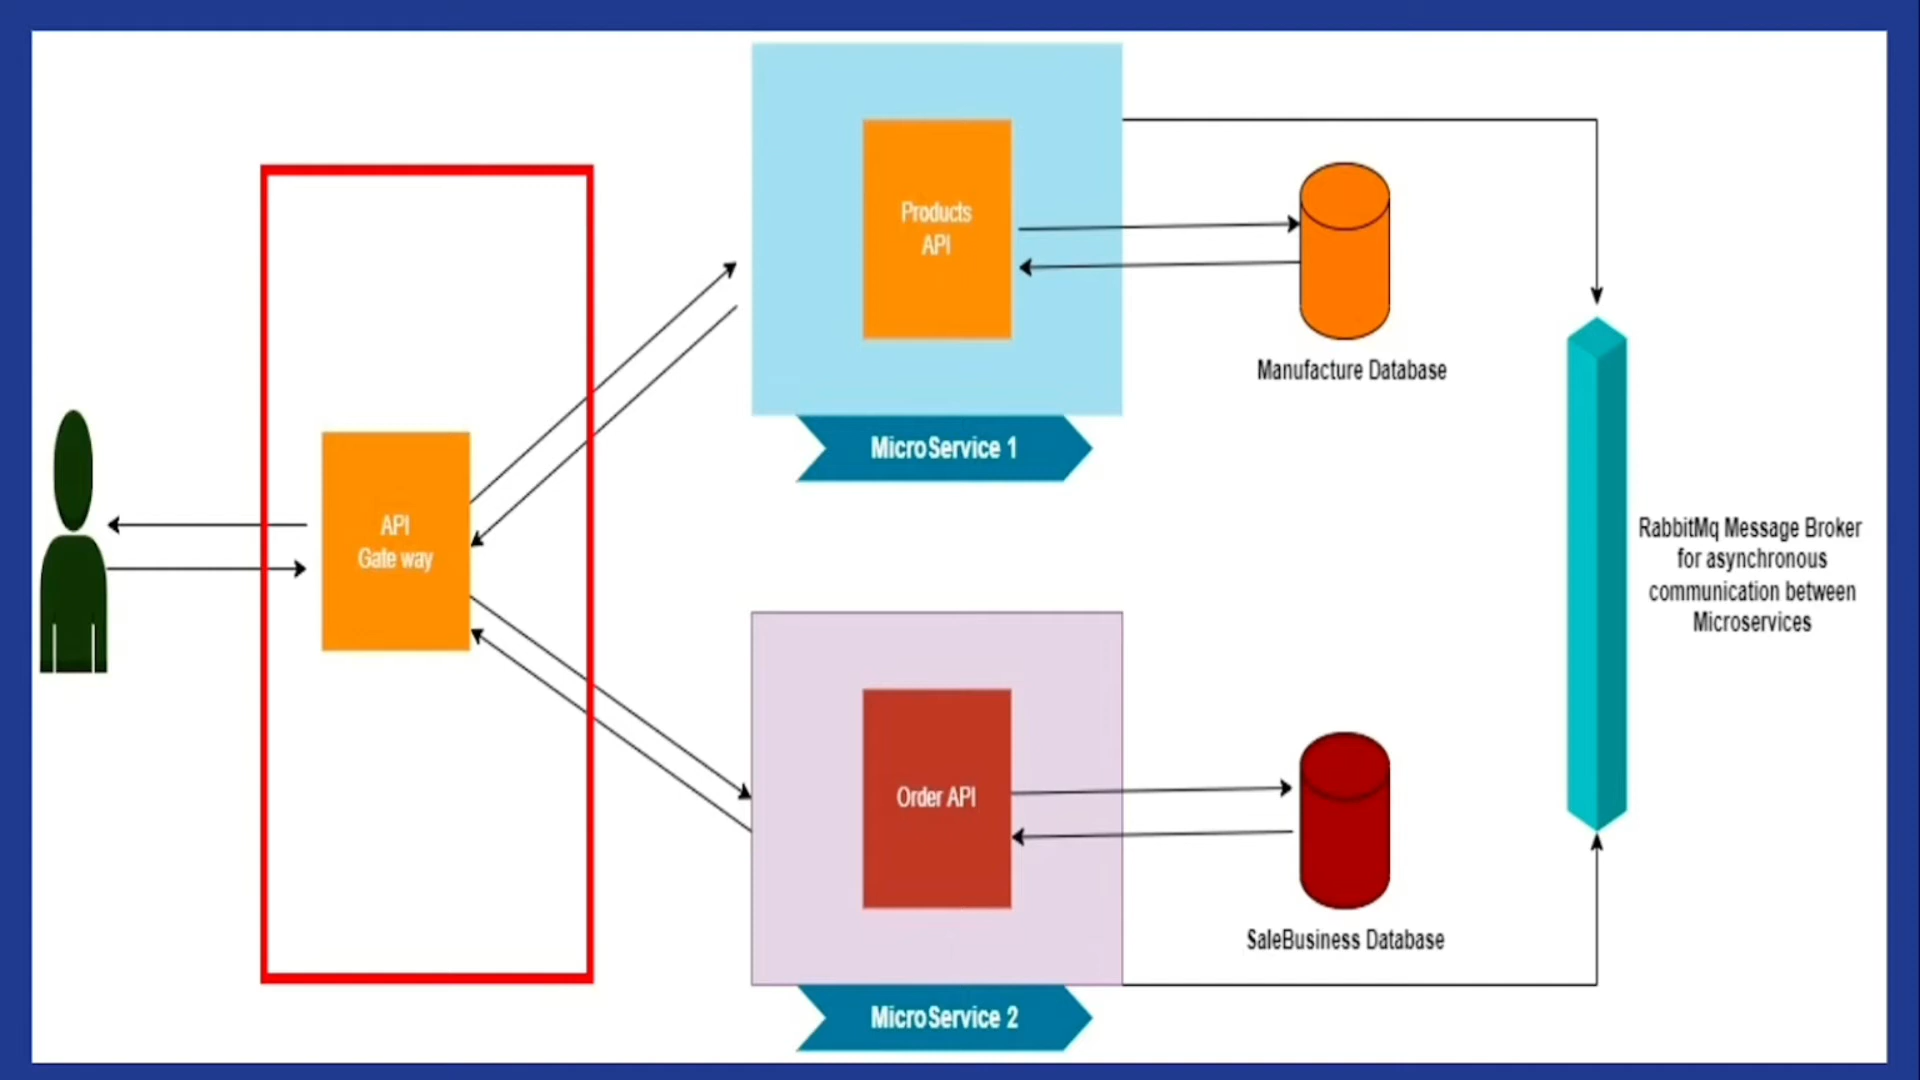 Products
API
Manufacture Database
MicroService 1
API
Gate way
RabbitMq Message Broker
for asynchronous
communication between
Microservices
Order API
SaleBusiness Database
MicroService 2